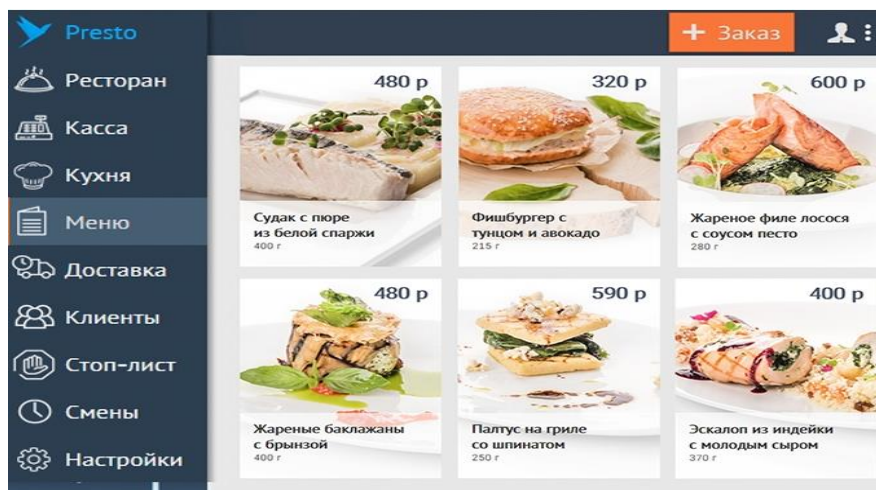 Presto
+ Заказ
Ресторан
Касса
Кухня
Меню
Доставка
Клиенты
Стоп-лист
Смены
Настройки
480 р
Судак с пюре
из белой спаржи
400 г
320 р
Фишбургер с
тунцом и авокадо
215 г
600 р
Жареное филе лосося
с соусом песто
280 г
480 р
Жареные баклажаны
с брынзой
400 г
590 р
Палтус на гриле
со шпинатом
250 г
400 р
Эскалоп из индейки
с молодым сыром
370 г